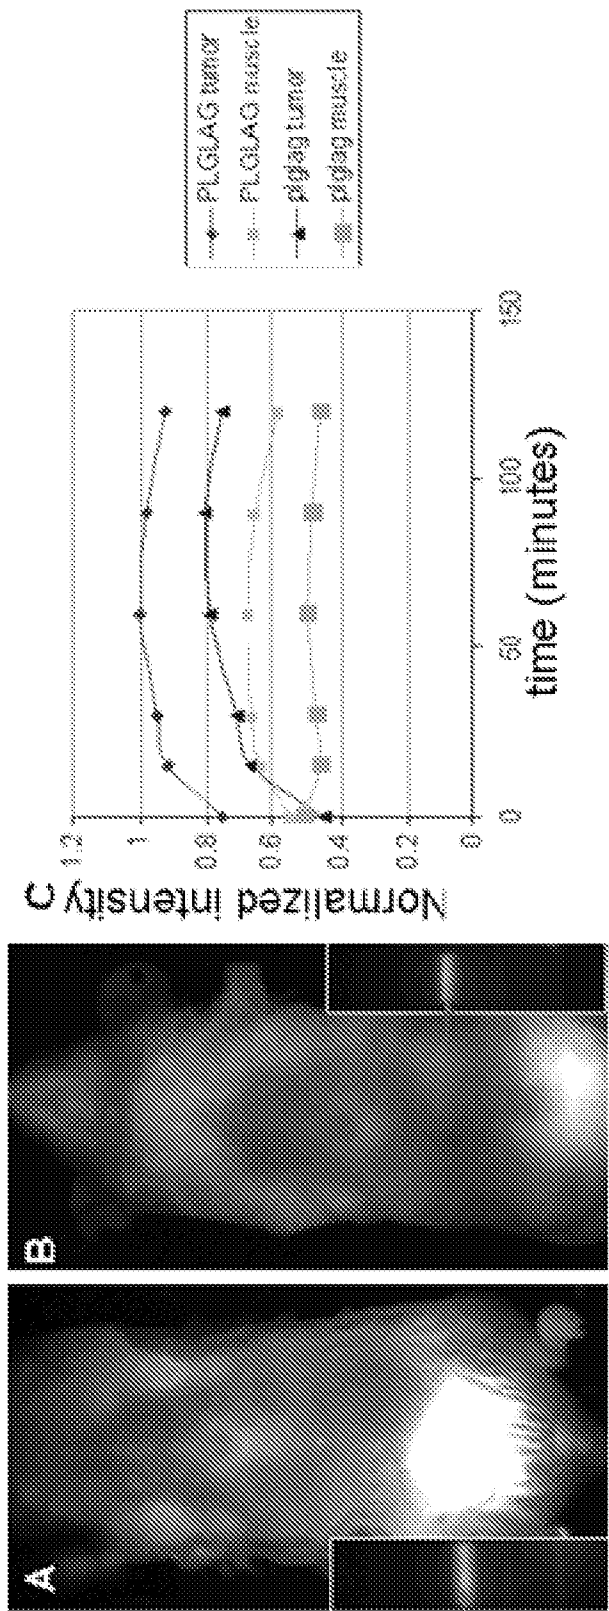 A
B
C
Normalized intensity
1.2
1
0.8
0.6
0.4
0.2
0
0
50
100
150
time (minutes)
PLGLAG tumor
PLGLAG muscle
plglag tumor
plglag muscle